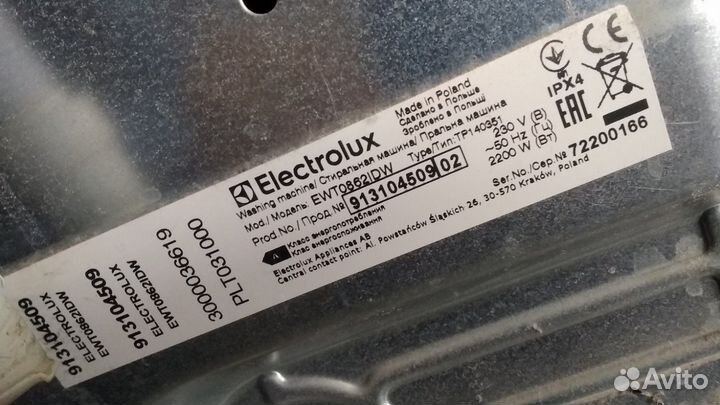 Electrolux
Made in Poland
Сделано в Польше
Зроблено в Польщі
Washing machine/ Стиральная машина/ Пральна машина
Mod./ Модель: EWT0862IDW Type/Тип:TP140351
Prod No./ Прод.№ 913104509 02
230 V (В)
~50 Hz (Гц)
2200 W (Вт)
Ser.No./Сер.№ 72200166
A Класс энергопотребления
Клас енергоспоживання
Electrolux Appliances AB
Central contact point: Al. Powstańców Śląskich 26, 30-570 Kraków, Poland
IPX4
CE
EAC
3000036619
PLT031000
913104509
ELECTROLUX
EWT0862IDW
913104509
ELECTROLUX
EWT0862IDW
Avito